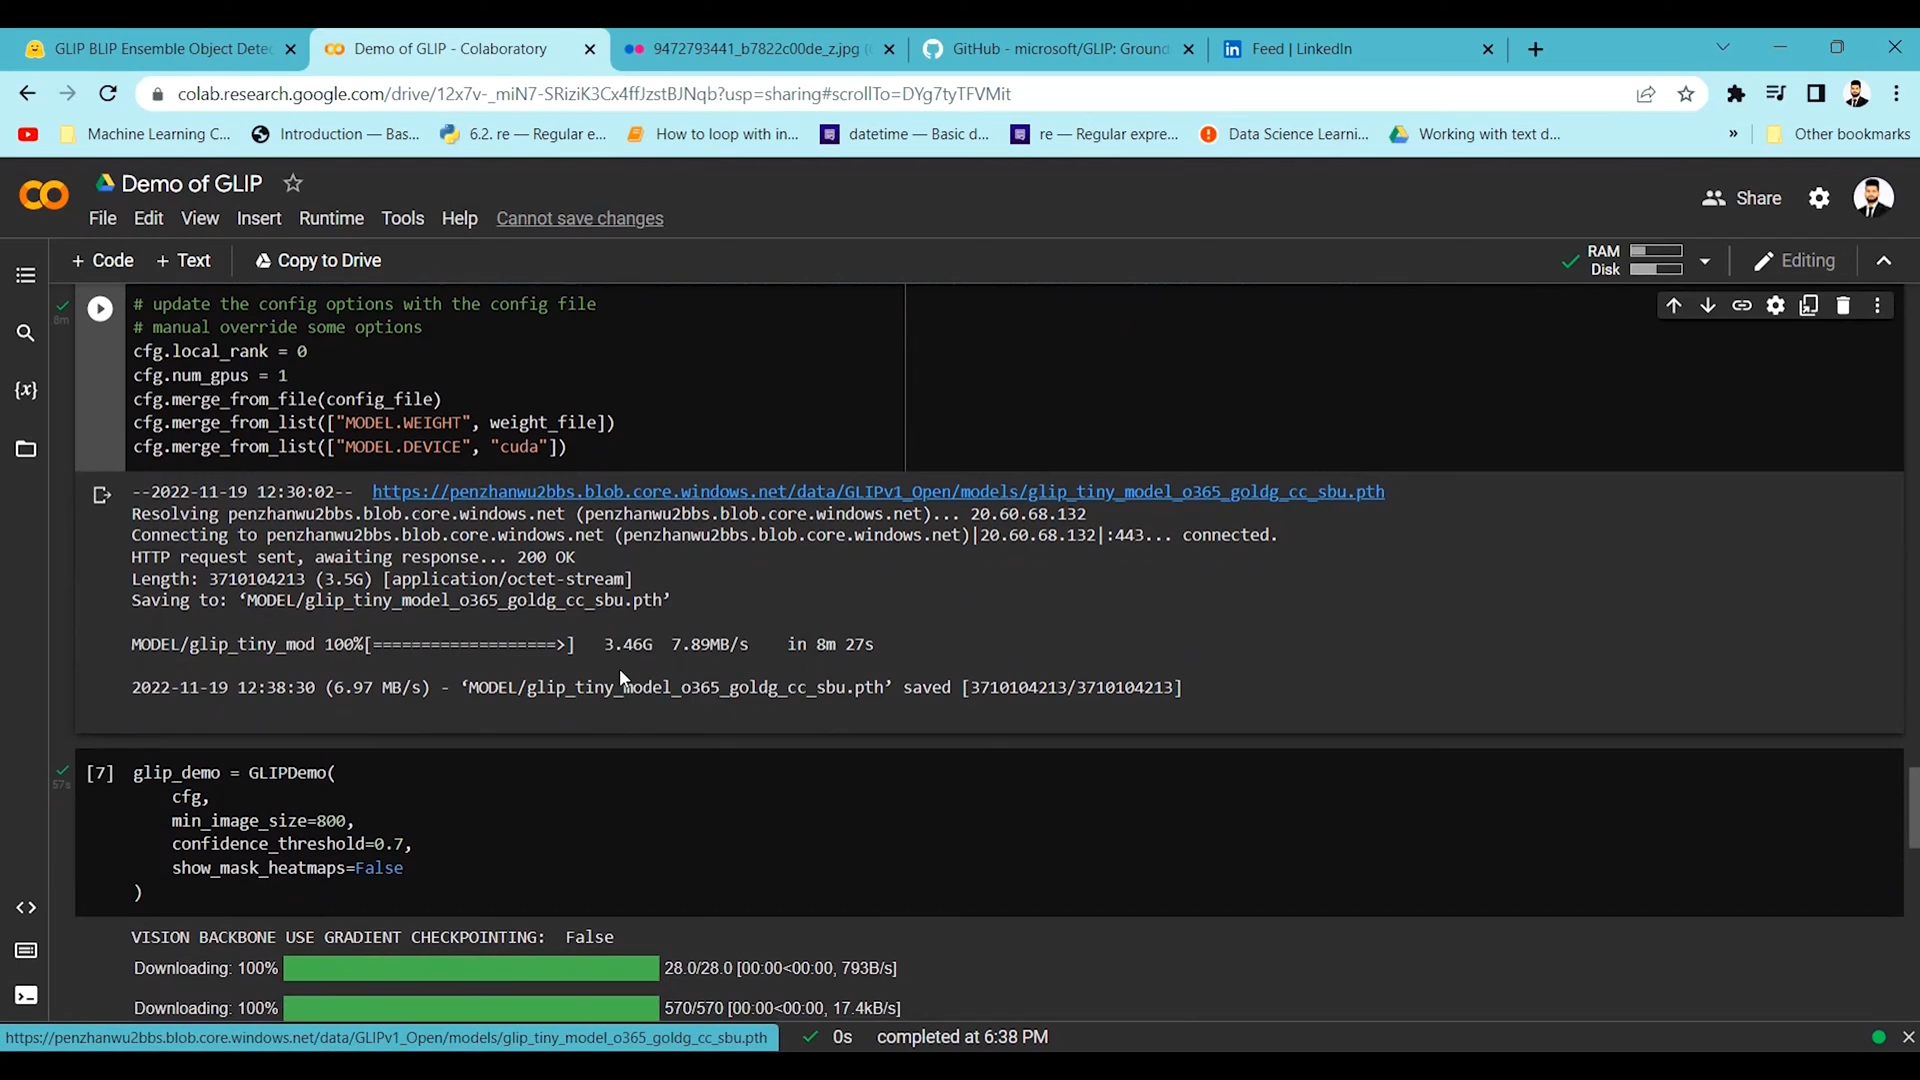 GLIP BLIP Ensemble Object Detec
Demo of GLIP - Colaboratory
9472793441_b7822c00de_z.jpg (
GitHub - microsoft/GLIP: Ground
Feed | LinkedIn
colab.research.google.com/drive/12x7v-_miN7-SRiziK3Cx4ffJzstBJNqb?usp=sharing#scrollTo=DYg7tyTFVMit
Machine Learning C...
Introduction — Bas...
6.2. re — Regular e...
How to loop with in...
datetime — Basic d...
re — Regular expre...
Data Science Learni...
Working with text d...
»
Other bookmarks
Demo of GLIP
Share
File Edit View Insert Runtime Tools Help Cannot save changes
+ Code + Text Copy to Drive
RAM
Disk
Editing
8m
# update the config options with the config file
# manual override some options
cfg.local_rank = 0
cfg.num_gpus = 1
cfg.merge_from_file(config_file)
cfg.merge_from_list(["MODEL.WEIGHT", weight_file])
cfg.merge_from_list(["MODEL.DEVICE", "cuda"])
--2022-11-19 12:30:02-- https://penzhanwu2bbs.blob.core.windows.net/data/GLIPv1_Open/models/glip_tiny_model_o365_goldg_cc_sbu.pth
Resolving penzhanwu2bbs.blob.core.windows.net (penzhanwu2bbs.blob.core.windows.net)... 20.60.68.132
Connecting to penzhanwu2bbs.blob.core.windows.net (penzhanwu2bbs.blob.core.windows.net)|20.60.68.132|:443... connected.
HTTP request sent, awaiting response... 200 OK
Length: 3710104213 (3.5G) [application/octet-stream]
Saving to: ‘MODEL/glip_tiny_model_o365_goldg_cc_sbu.pth’
MODEL/glip_tiny_mod 100%[===================>] 3.46G 7.89MB/s in 8m 27s
2022-11-19 12:38:30 (6.97 MB/s) - ‘MODEL/glip_tiny_model_o365_goldg_cc_sbu.pth’ saved [3710104213/3710104213]
57s
[7] glip_demo = GLIPDemo(
cfg,
min_image_size=800,
confidence_threshold=0.7,
show_mask_heatmaps=False
)
VISION BACKBONE USE GRADIENT CHECKPOINTING: False
Downloading: 100% 28.0/28.0 [00:00<00:00, 793B/s]
Downloading: 100% 570/570 [00:00<00:00, 17.4kB/s]
https://penzhanwu2bbs.blob.core.windows.net/data/GLIPv1_Open/models/glip_tiny_model_o365_goldg_cc_sbu.pth
0s completed at 6:38 PM